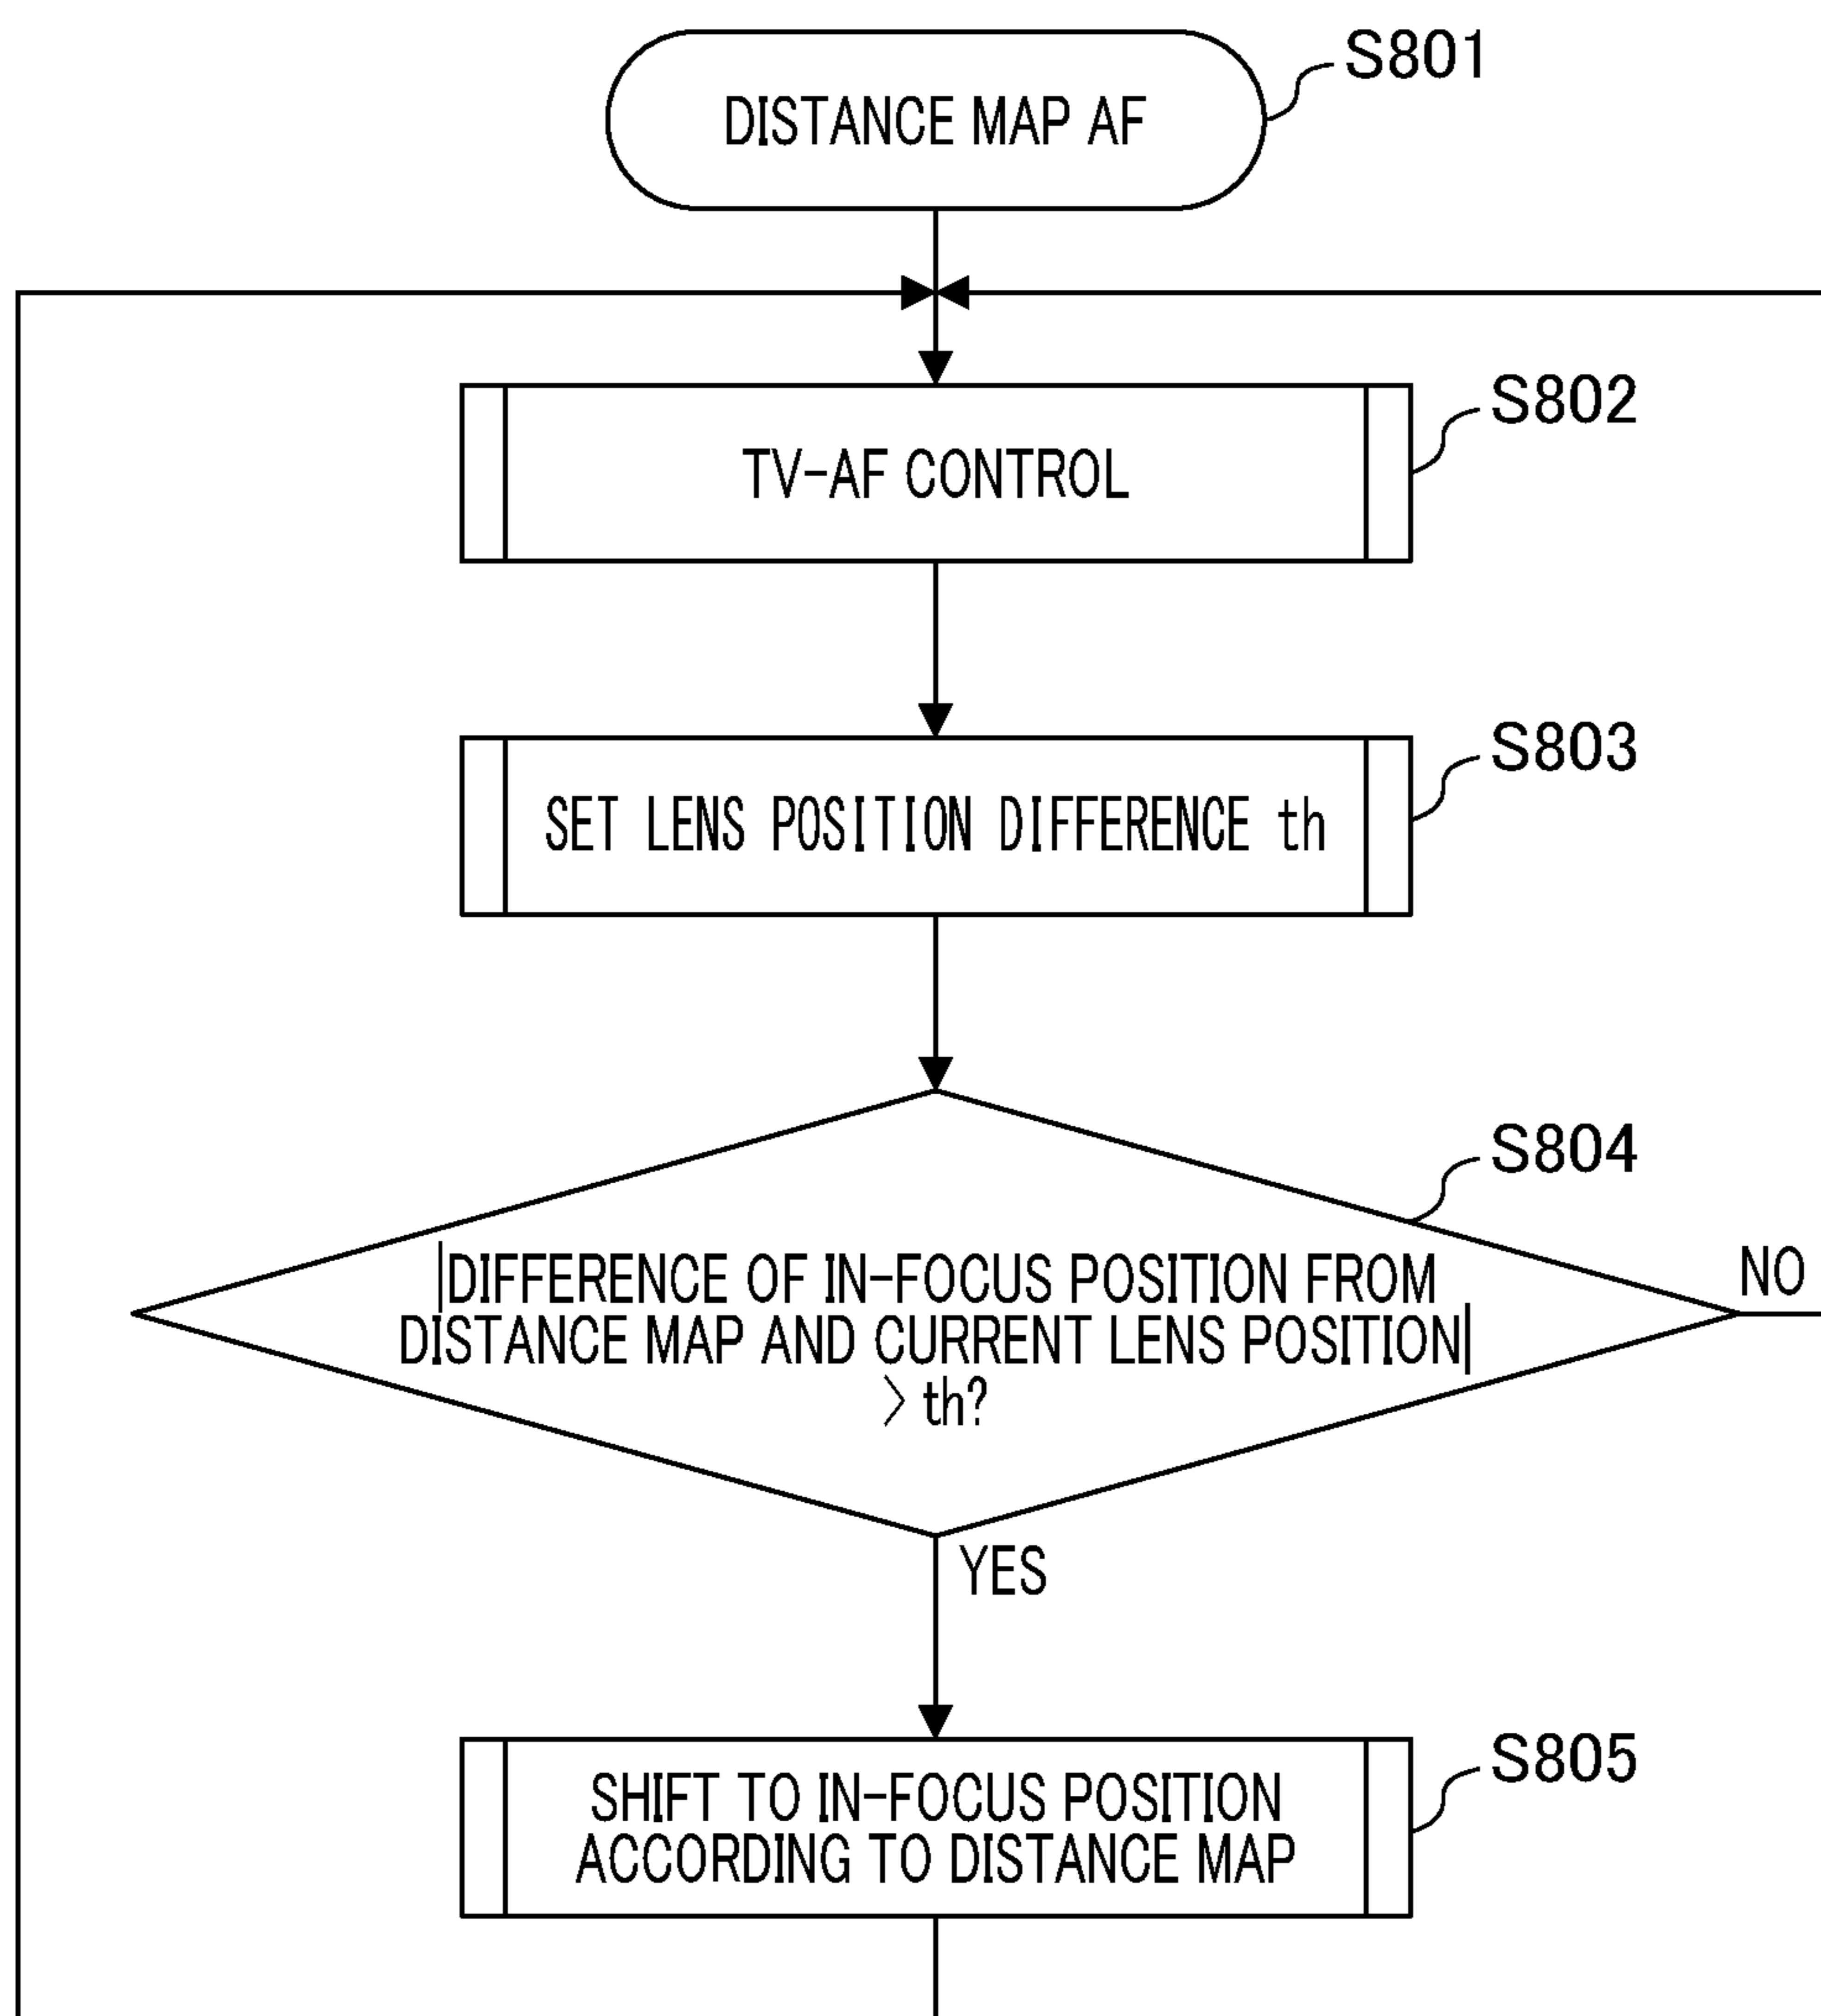 S801
DISTANCE MAP AF
S802
TV-AF CONTROL
S803
SET LENS POSITION DIFFERENCE th
S804
|DIFFERENCE OF IN-FOCUS POSITION FROM
DISTANCE MAP AND CURRENT LENS POSITION|
> th?
NO
YES
S805
SHIFT TO IN-FOCUS POSITION
ACCORDING TO DISTANCE MAP